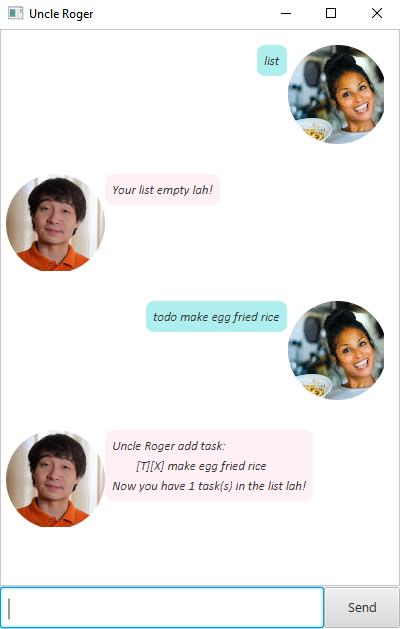 Uncle Roger
list
Your list empty lah!
todo make egg fried rice
Uncle Roger add task:
[T][X] make egg fried rice
Now you have 1 task(s) in the list lah!
Send